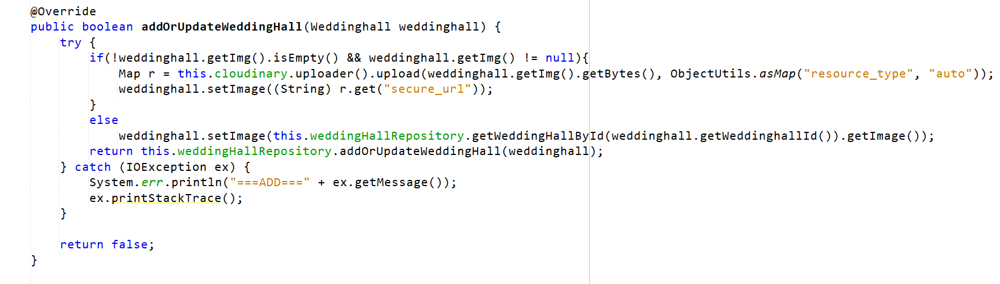 @Override
public boolean addOrUpdateWeddingHall(Weddinghall weddinghall) {
    try {
        if(!weddinghall.getImg().isEmpty() && weddinghall.getImg() != null){
            Map r = this.cloudinary.uploader().upload(weddinghall.getImg().getBytes(), ObjectUtils.asMap("resource_type", "auto"));
            weddinghall.setImage((String) r.get("secure_url"));
        }
        else
            weddinghall.setImage(this.weddingHallRepository.getWeddingHallById(weddinghall.getWeddinghallId()).getImage());
        return this.weddingHallRepository.addOrUpdateWeddingHall(weddinghall);
    } catch (IOException ex) {
        System.err.println("===ADD===" + ex.getMessage());
        ex.printStackTrace();
    }
    return false;
}